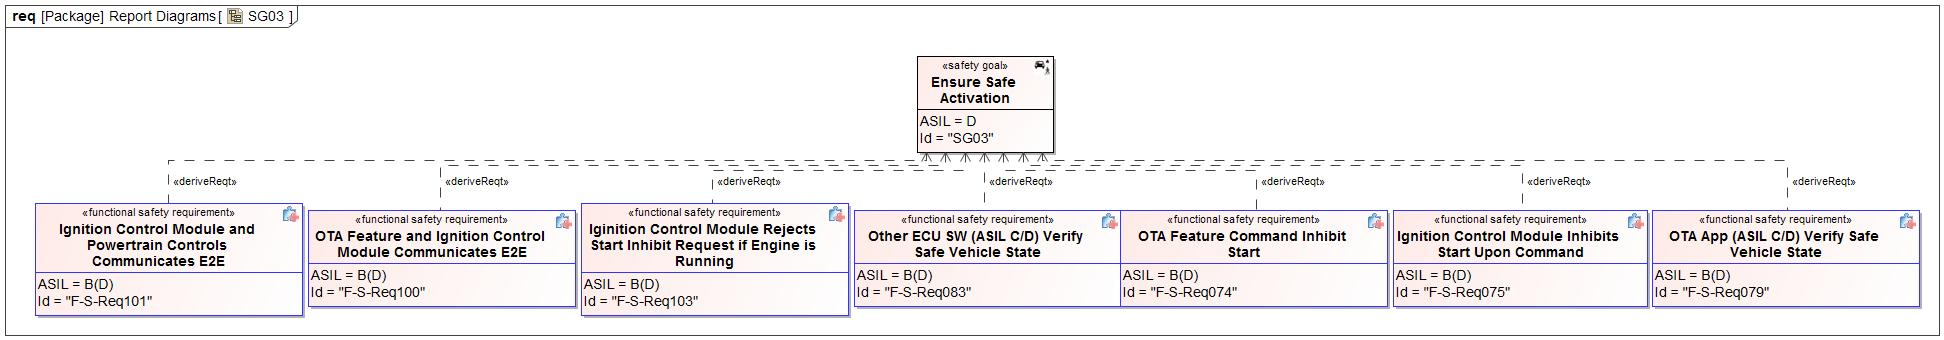 req [Package] Report Diagrams [ SG03 ]
«safety goal»
Ensure Safe
Activation
ASIL = D
Id = "SG03"
«deriveReqt»
«deriveReqt»
«deriveReqt»
«deriveReqt»
«deriveReqt»
«deriveReqt»
«deriveReqt»
«functional safety requirement»
Ignition Control Module and
Powertrain Controls
Communicates E2E
ASIL = B(D)
Id = "F-S-Req101"
«functional safety requirement»
OTA Feature and Ignition Control
Module Communicates E2E
ASIL = B(D)
Id = "F-S-Req100"
«functional safety requirement»
Iginition Control Module Rejects
Start Inhibit Request if Engine is
Running
ASIL = B(D)
Id = "F-S-Req103"
«functional safety requirement»
Other ECU SW (ASIL C/D) Verify
Safe Vehicle State
ASIL = B(D)
Id = "F-S-Req083"
«functional safety requirement»
OTA Feature Command Inhibit
Start
ASIL = B(D)
Id = "F-S-Req074"
«functional safety requirement»
Ignition Control Module Inhibits
Start Upon Command
ASIL = B(D)
Id = "F-S-Req075"
«functional safety requirement»
OTA App (ASIL C/D) Verify Safe
Vehicle State
ASIL = B(D)
Id = "F-S-Req079"